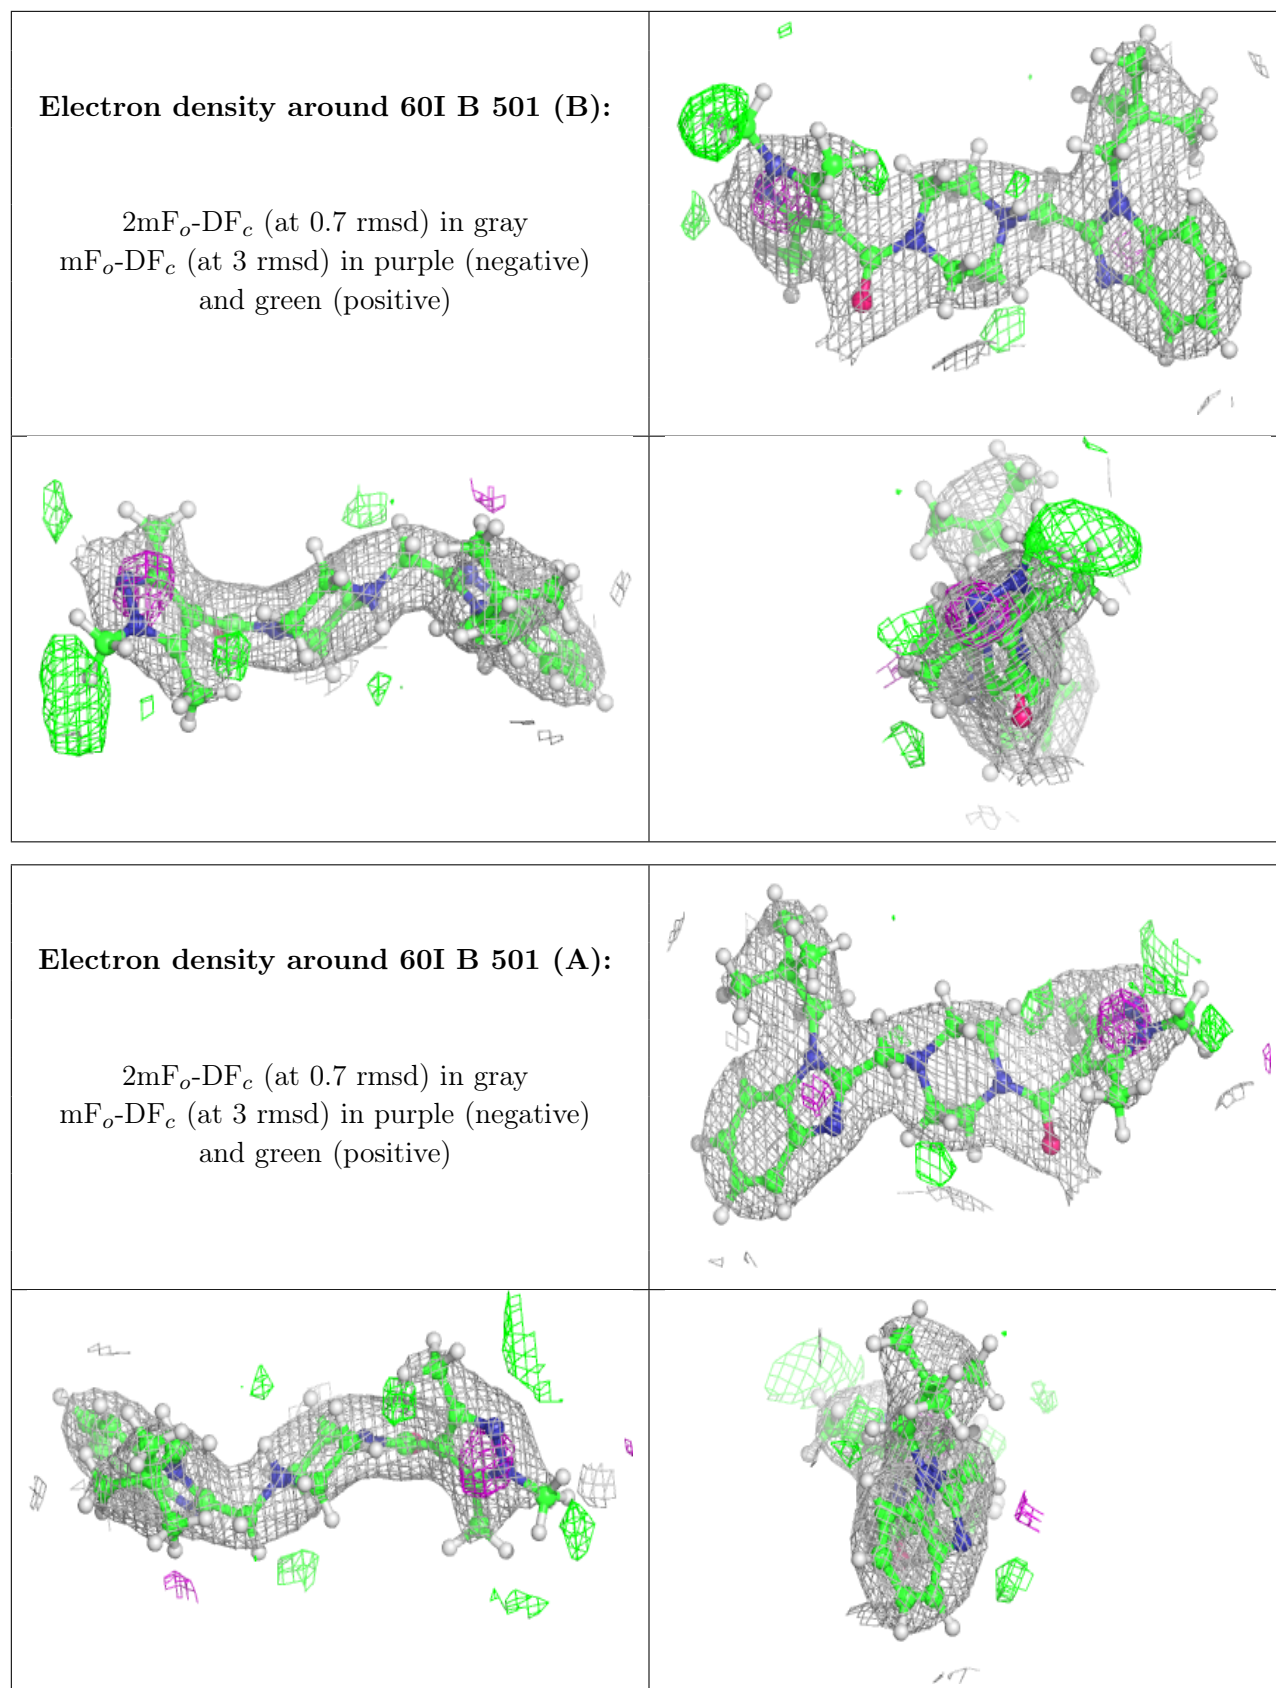 Electron density around 60I B 501 (B):
2mFo-DFc (at 0.7 rmsd) in gray
mFo-DFc (at 3 rmsd) in purple (negative)
and green (positive)
Electron density around 60I B 501 (A):
2mFo-DFc (at 0.7 rmsd) in gray
mFo-DFc (at 3 rmsd) in purple (negative)
and green (positive)